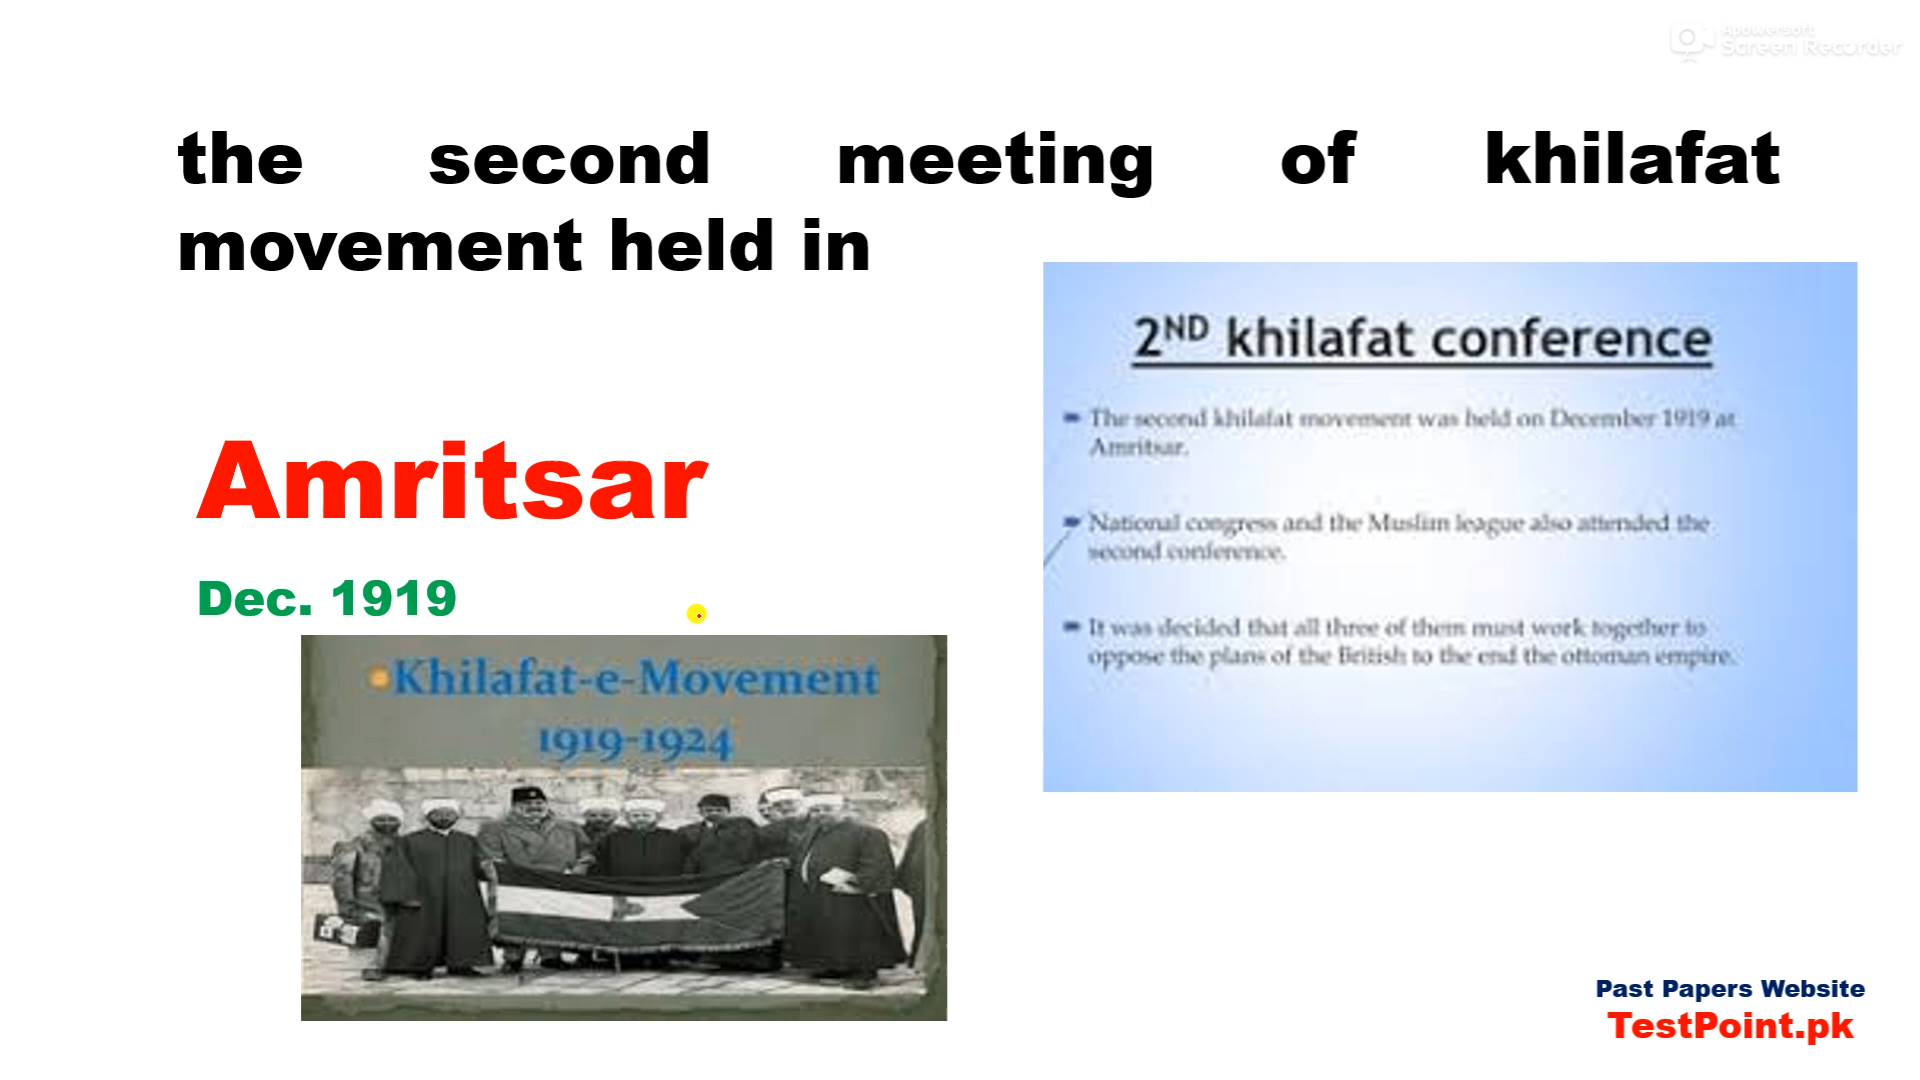 Apowersoft
Screen Recorder
the second meeting of khilafat
movement held in
2ND khilafat conference
The second khilafat movement was held on December 1919 at
Amritsar.
National congress and the Muslim league also attended the
second conference.
It was decided that all three of them must work together to
oppose the plans of the British to the end the ottoman empire.
Amritsar
Dec. 1919
Khilafat-e-Movement
1919-1924
Past Papers Website
TestPoint.pk